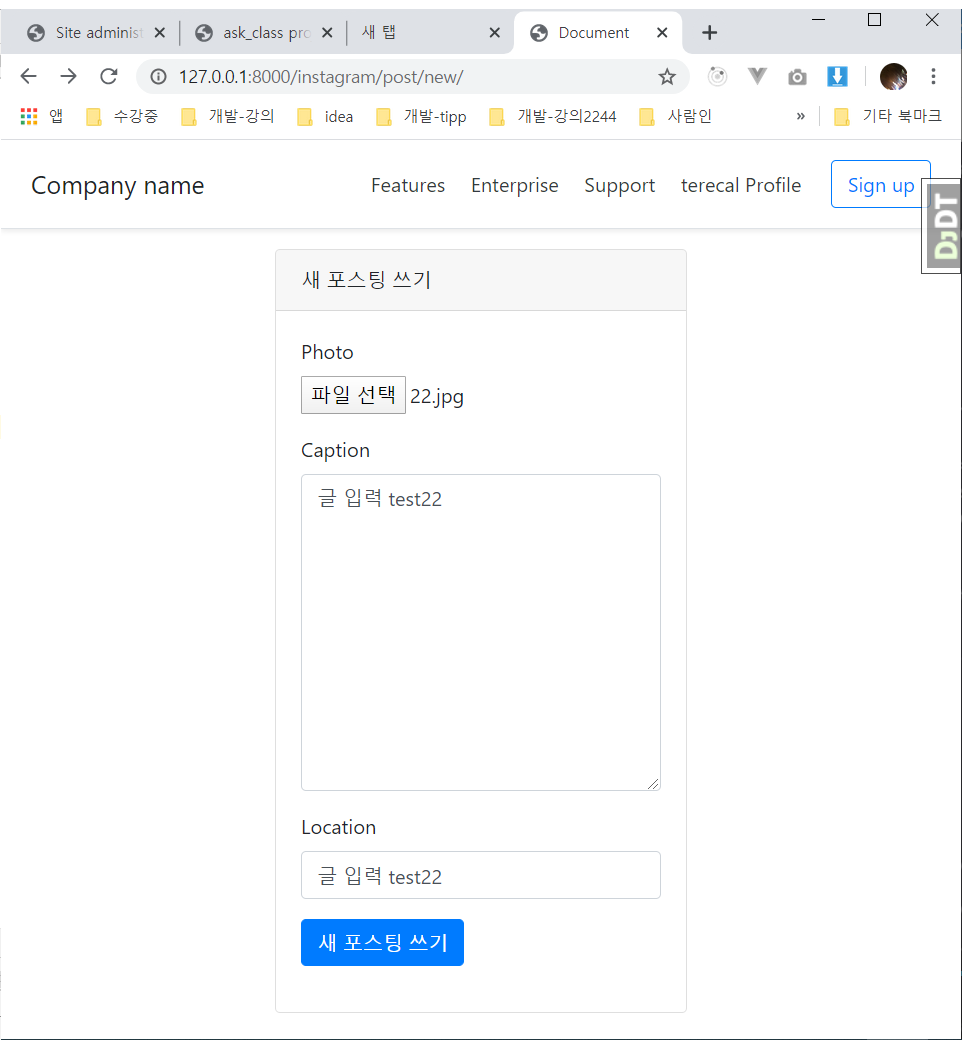 Site administ
ask_class pro
새 탭
Document
127.0.0.1:8000/instagram/post/new/
앱 수강중 개발-강의 idea 개발-tipp 개발-강의2244 사람인 » 기타 북마크
Company name Features Enterprise Support terecal Profile Sign up
DjDT
새 포스팅 쓰기
Photo
파일 선택 22.jpg
Caption
글 입력 test22
Location
글 입력 test22
새 포스팅 쓰기